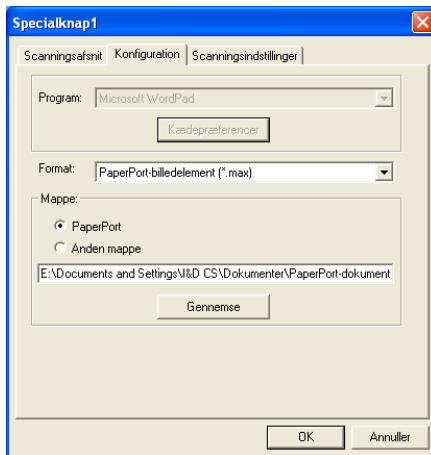 Specialknap1
Scanningsafsnit Konfiguration Scanningsindstillinger
Program: Microsoft WordPad
Kædepræferencer
Format: PaperPort-billedelement (*.max)
Mappe:
PaperPort
Anden mappe
E:\Documents and Settings\I&D CS\Dokumenter\PaperPort-dokument
Gennemse
OK Annuller